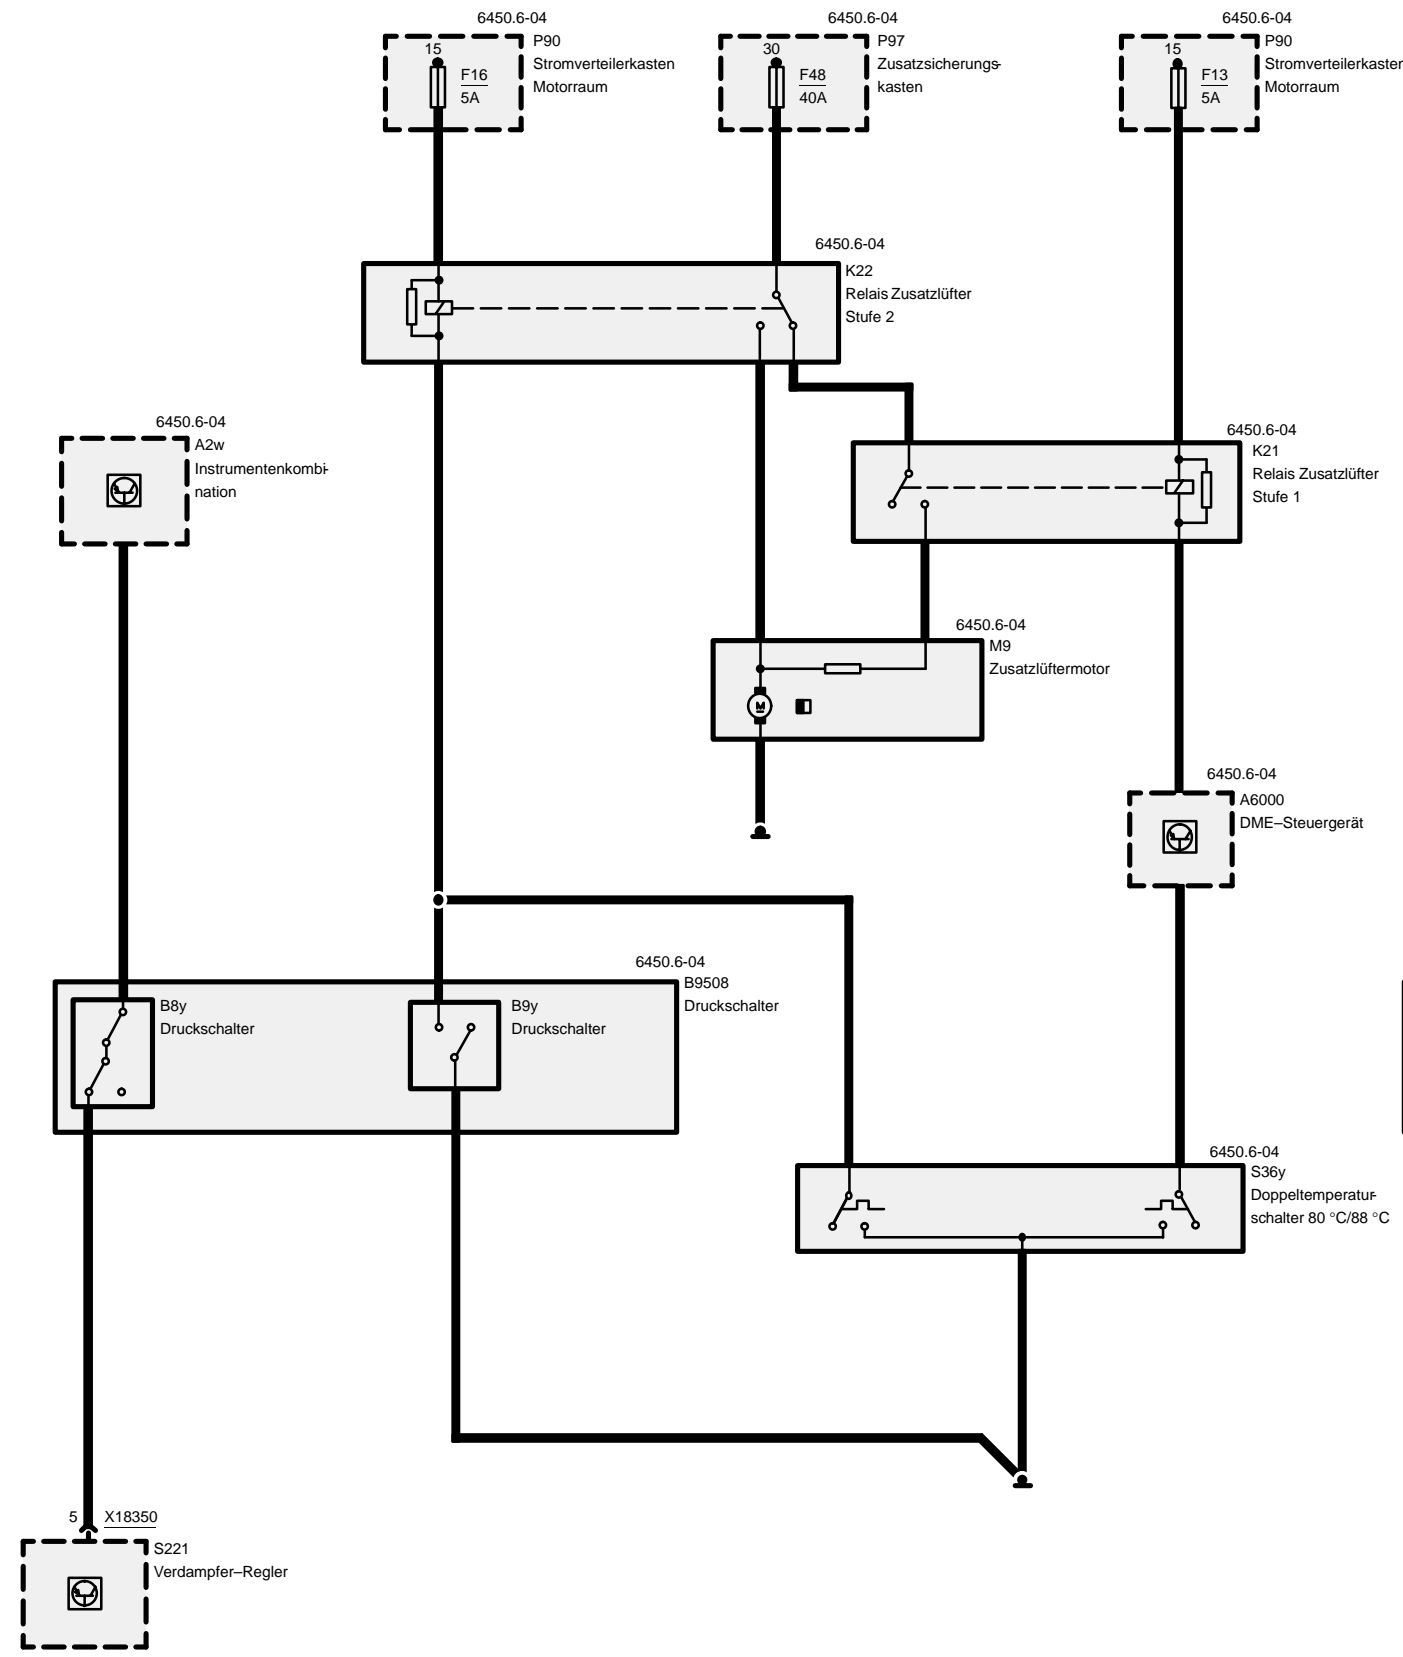 6450.6-04
P90
Stromverteilerkasten
Motorraum
15
F16
5A
6450.6-04
P97
Zusatzsicherungs-
kasten
30
F48
40A
6450.6-04
P90
Stromverteilerkasten
Motorraum
15
F13
5A
6450.6-04
K22
Relais Zusatzlüfter
Stufe 2
6450.6-04
A2w
Instrumentenkombi-
nation
6450.6-04
K21
Relais Zusatzlüfter
Stufe 1
6450.6-04
M9
Zusatzlüftermotor
M
6450.6-04
A6000
DME–Steuergerät
6450.6-04
B9508
Druckschalter
B8y
Druckschalter
B9y
Druckschalter
6450.6-04
S36y
Doppeltemperatur-
schalter 80 °C/88 °C
5 X18350
S221
Verdampfer–Regler